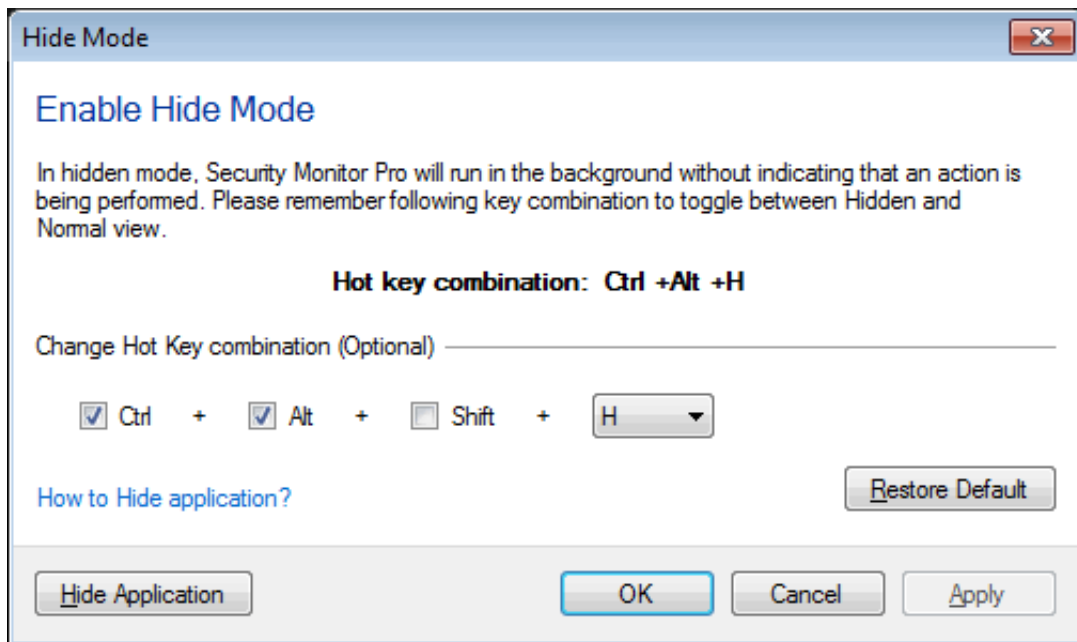 Hide Mode
Enable Hide Mode
In hidden mode, Security Monitor Pro will run in the background without indicating that an action is
being performed. Please remember following key combination to toggle between Hidden and
Normal view.
Hot key combination: Ctrl +Alt +H
Change Hot Key combination (Optional)
Ctrl + Alt + Shift + H
How to Hide application?
Restore Default
Hide Application OK Cancel Apply